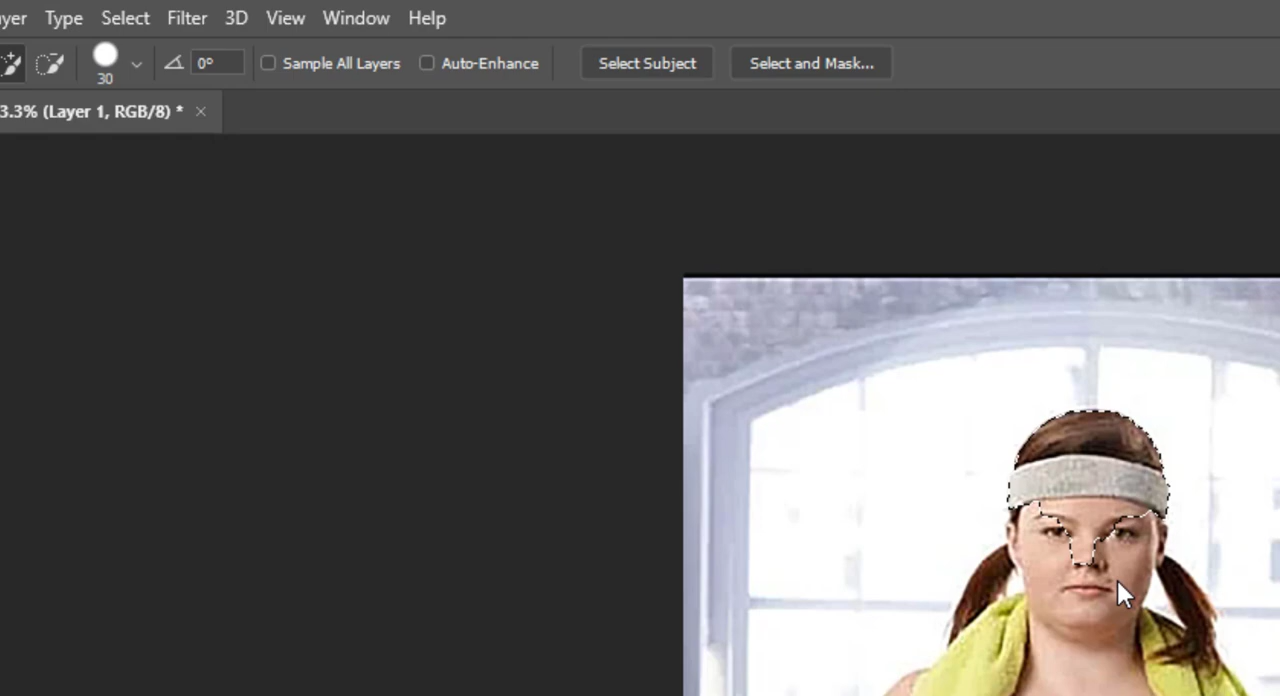 Type Select Filter 3D View Window Help
30 0° Sample All Layers Auto-Enhance Select Subject Select and Mask...
3.3% (Layer 1, RGB/8) * ×